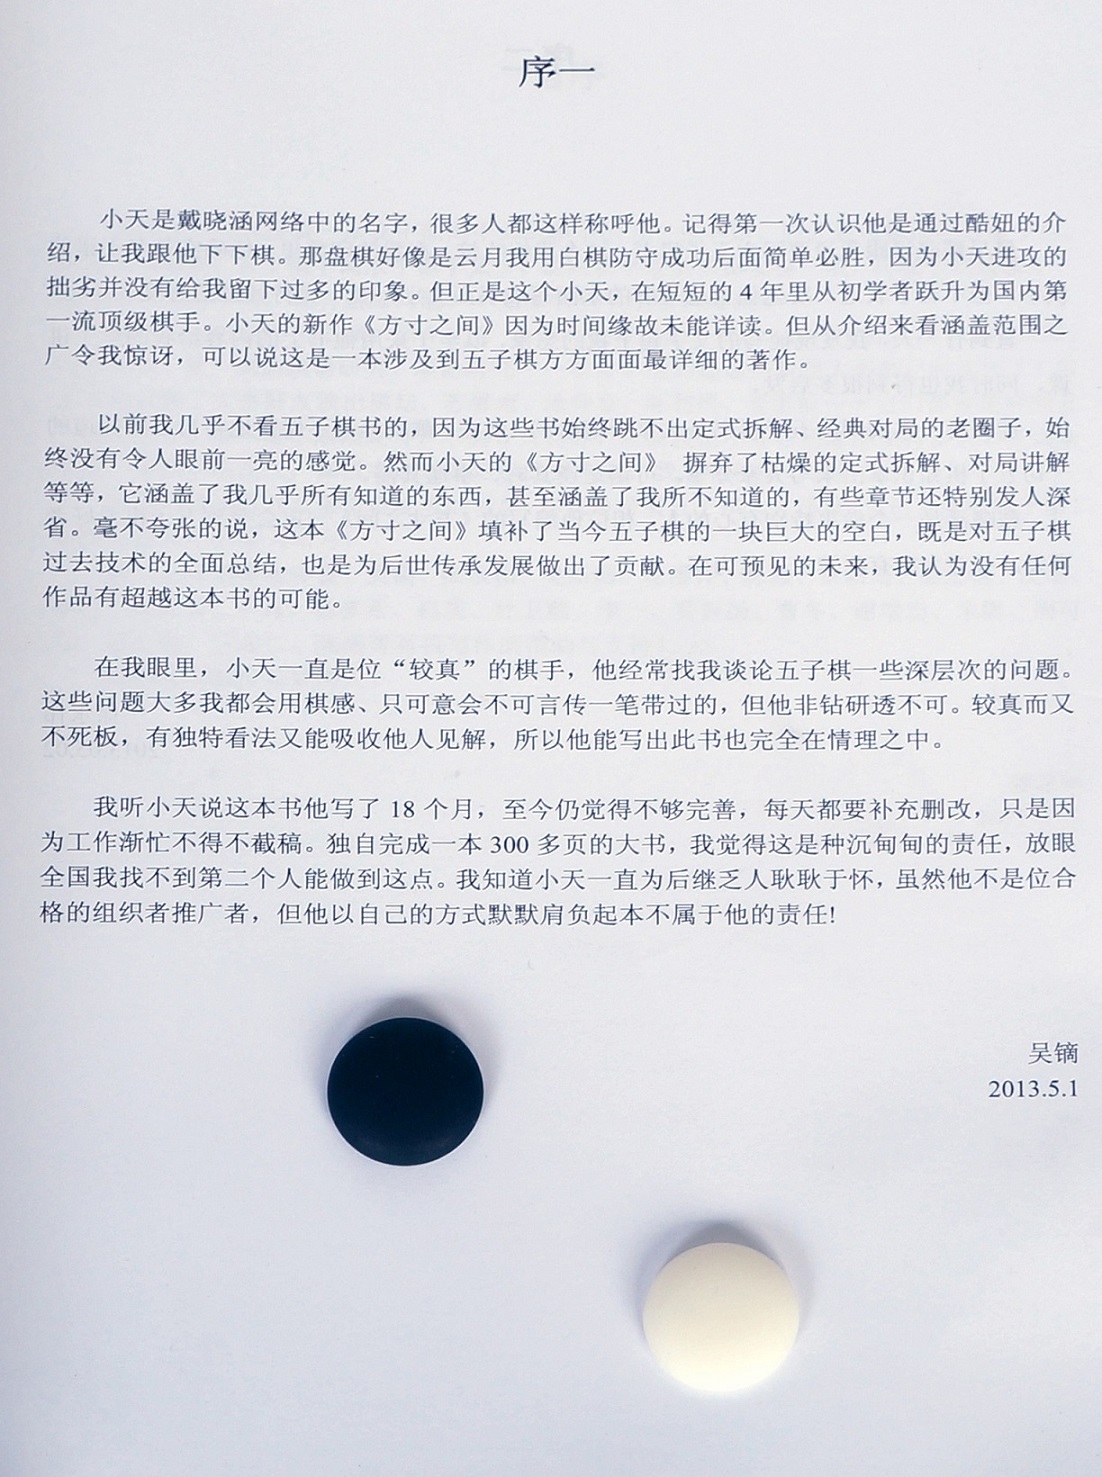 序一
小天是戴晓涵网络中的名字，很多人都这样称呼他。记得第一次认识他是通过酷妞的介
绍，让我跟他下下棋。那盘棋好像是云月我用白棋防守成功后面简单必胜，因为小天进攻的
拙劣并没有给我留下过多的印象。但正是这个小天，在短短的 4 年里从初学者跃升为国内第
一流顶级棋手。小天的新作《方寸之间》因为时间缘故未能详读。但从介绍来看涵盖范围之
广令我惊讶，可以说这是一本涉及到五子棋方方面面最详细的著作。
以前我几乎不看五子棋书的，因为这些书始终跳不出定式拆解、经典对局的老圈子，始
终没有令人眼前一亮的感觉。然而小天的《方寸之间》 摒弃了枯燥的定式拆解、对局讲解
等等，它涵盖了我几乎所有知道的东西，甚至涵盖了我所不知道的，有些章节还特别发人深
省。毫不夸张的说，这本《方寸之间》填补了当今五子棋的一块巨大的空白，既是对五子棋
过去技术的全面总结，也是为后世传承发展做出了贡献。在可预见的未来，我认为没有任何
作品有超越这本书的可能。
在我眼里，小天一直是位“较真”的棋手，他经常找我谈论五子棋一些深层次的问题。
这些问题大多我都会用棋感、只可意会不可言传一笔带过的，但他非钻研透不可。较真而又
不死板，有独特看法又能吸收他人见解，所以他能写出此书也完全在情理之中。
我听小天说这本书他写了 18 个月，至今仍觉得不够完善，每天都要补充删改，只是因
为工作渐忙不得不截稿。独自完成一本 300 多页的大书，我觉得这是种沉甸甸的责任，放眼
全国我找不到第二个人能做到这点。我知道小天一直为后继乏人耿耿于怀，虽然他不是位合
格的组织者推广者，但他以自己的方式默默肩负起本不属于他的责任!
吴镝
2013.5.1